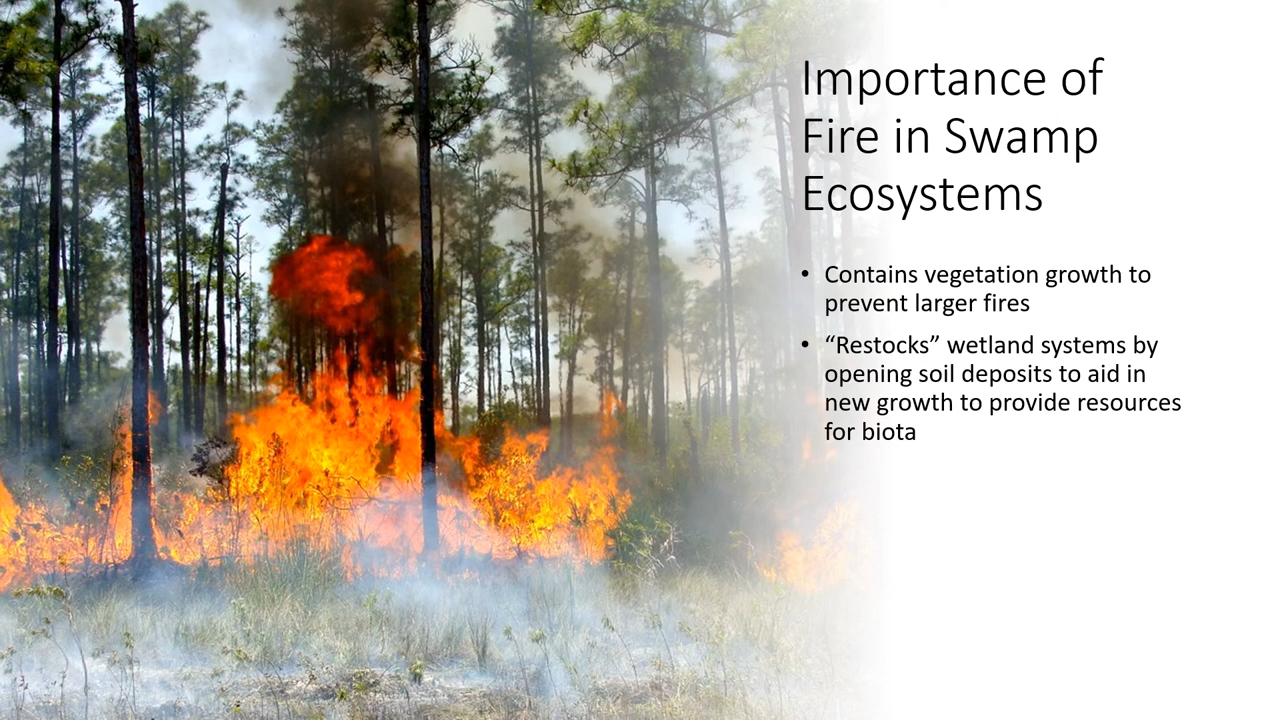 Importance of
Fire in Swamp
Ecosystems
• Contains vegetation growth to
prevent larger fires
• “Restocks” wetland systems by
opening soil deposits to aid in
new growth to provide resources
for biota